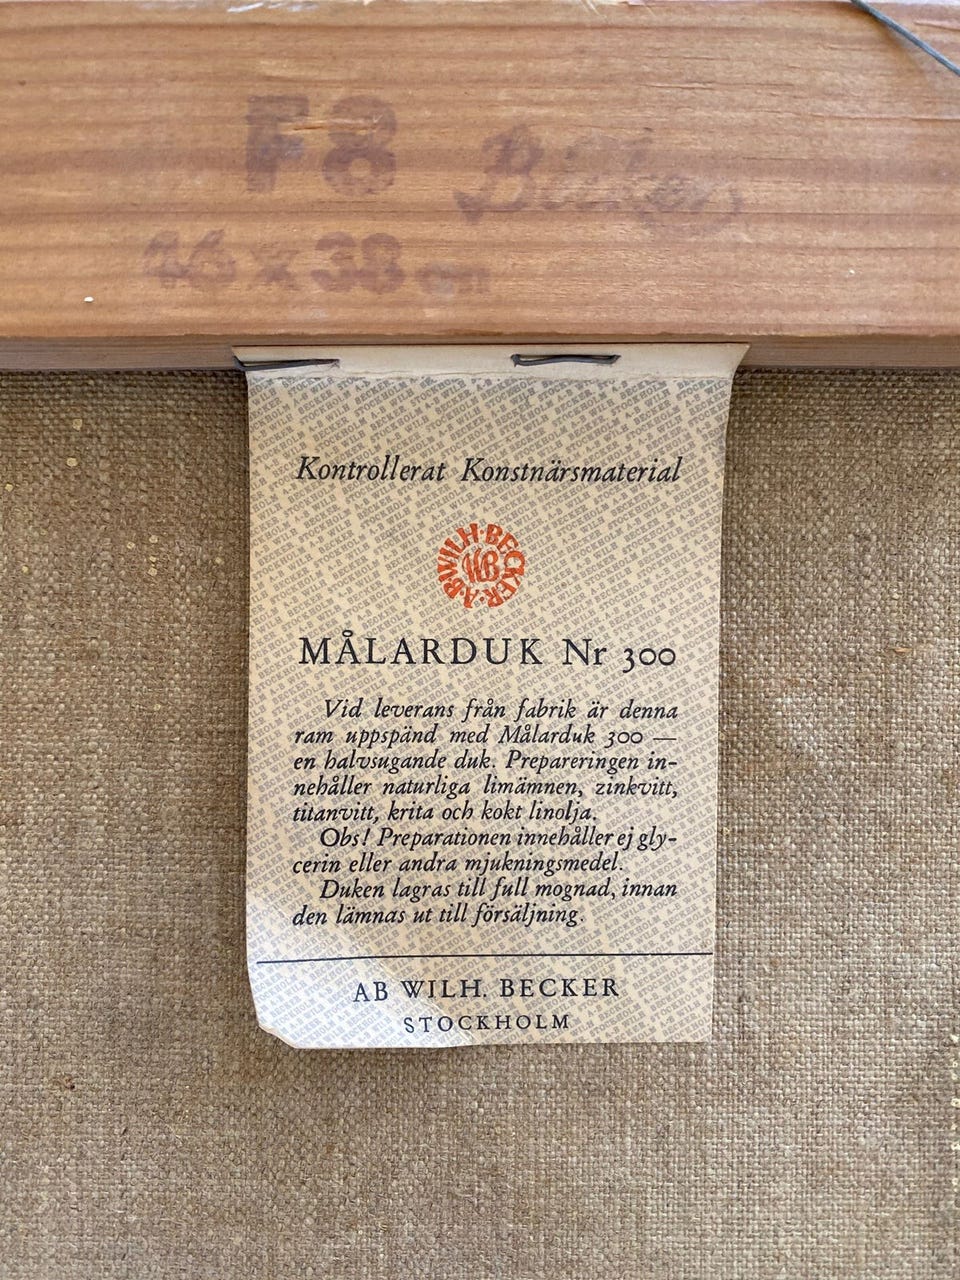 F8 Becker
46 x 38 cm
Kontrollerat Konstnärsmaterial
A·B·WILH·BECKER
WB
MÅLARDUK Nr 300
Vid leverans från fabrik är denna
ram uppspänd med Målarduk 300 —
en halvsugande duk. Prepareringen in-
nehåller naturliga limämnen, zinkvitt,
titanvitt, krita och kokt linolja.
Obs! Preparationen innehåller ej gly-
cerin eller andra mjukningsmedel.
Duken lagras till full mognad, innan
den lämnas ut till försäljning.
AB WILH. BECKER
STOCKHOLM